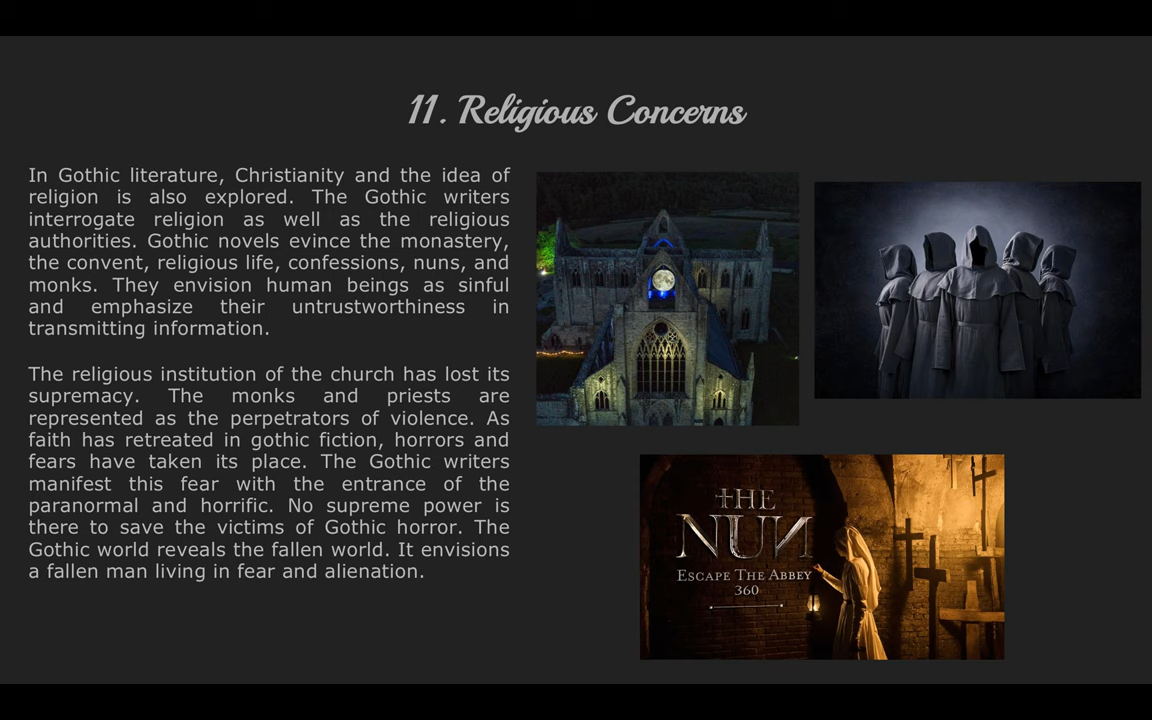 11. Religious Concerns
In Gothic literature, Christianity and the idea of
religion is also explored. The Gothic writers
interrogate religion as well as the religious
authorities. Gothic novels evince the monastery,
the convent, religious life, confessions, nuns, and
monks. They envision human beings as sinful
and emphasize their untrustworthiness in
transmitting information.
The religious institution of the church has lost its
supremacy. The monks and priests are
represented as the perpetrators of violence. As
faith has retreated in gothic fiction, horrors and
fears have taken its place. The Gothic writers
manifest this fear with the entrance of the
paranormal and horrific. No supreme power is
there to save the victims of Gothic horror. The
Gothic world reveals the fallen world. It envisions
a fallen man living in fear and alienation.
THE
NUN
ESCAPE THE ABBEY
360